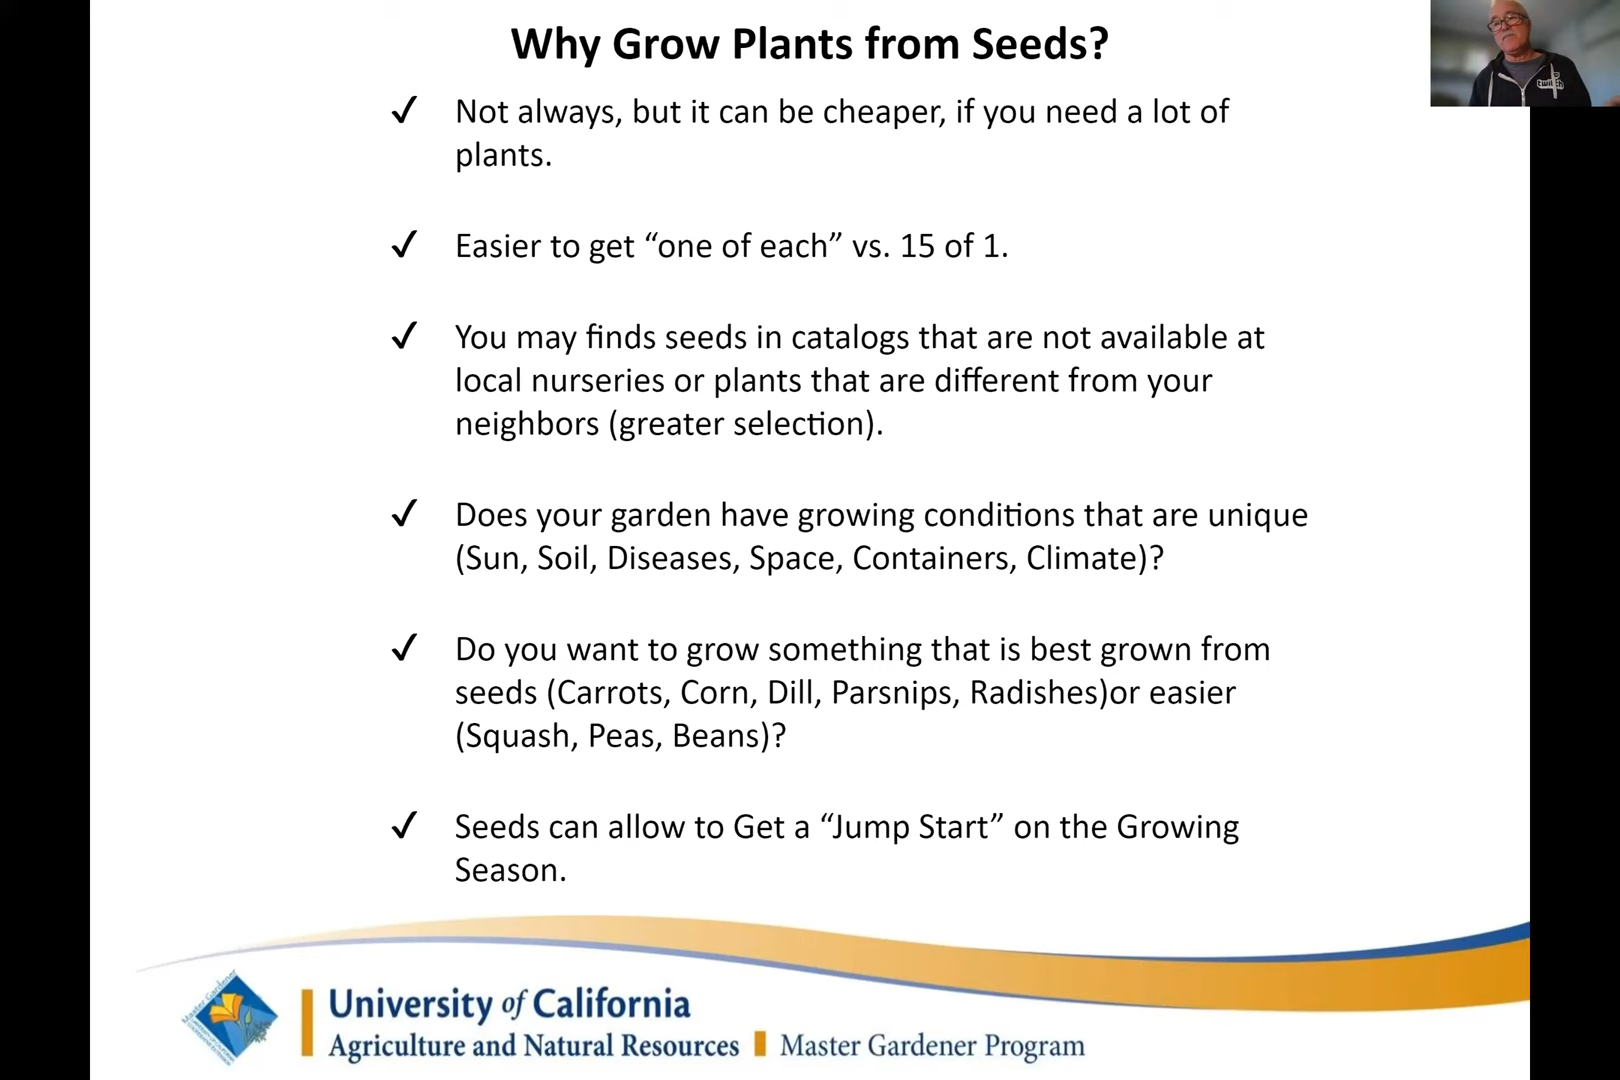 Why Grow Plants from Seeds?
✓ Not always, but it can be cheaper, if you need a lot of
plants.
✓ Easier to get “one of each” vs. 15 of 1.
✓ You may finds seeds in catalogs that are not available at
local nurseries or plants that are different from your
neighbors (greater selection).
✓ Does your garden have growing conditions that are unique
(Sun, Soil, Diseases, Space, Containers, Climate)?
✓ Do you want to grow something that is best grown from
seeds (Carrots, Corn, Dill, Parsnips, Radishes)or easier
(Squash, Peas, Beans)?
✓ Seeds can allow to Get a “Jump Start” on the Growing
Season.
twitch
Master Gardener
University of California
Agriculture and Natural Resources Master Gardener Program